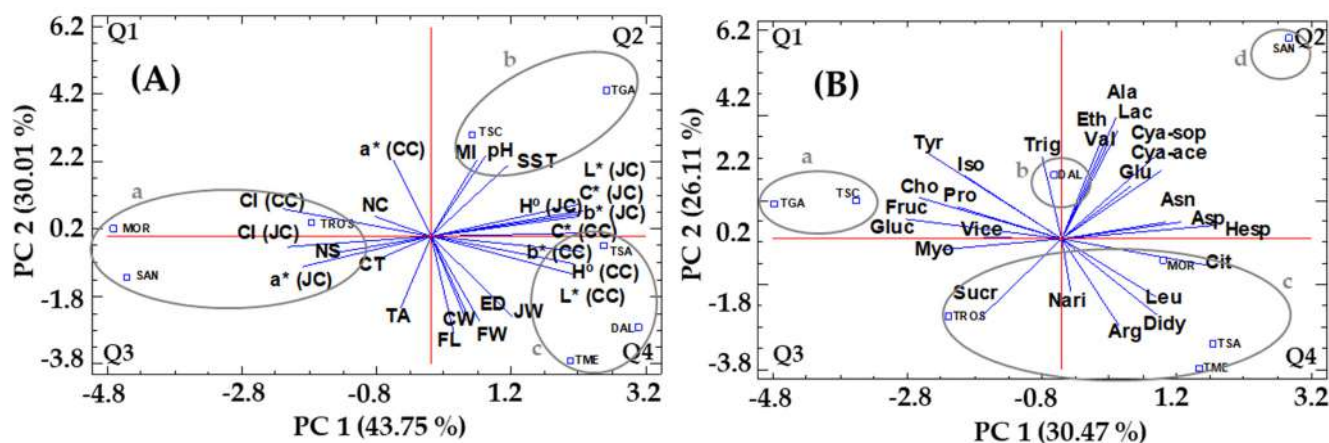 6.2
Q1
Q2
(A)
b
4.2
TGA
TSC
a* (CC)
MI
pH
SST
2.2
L* (JC)
a
C* (JC)
CI (CC)
NC
Hº (JC)
b* (JC)
0.2
MOR
TROS
C* (CC)
CI (JC)
TSA
NS
b* (CC)
SAN
CT
Hº (CC)
a* (JC)
L* (CC)
-1.8
TA
ED
CW
JW
DAL
FL
FW
c
TME
-3.8
Q3
Q4
-4.8
-2.8
-0.8
1.2
3.2
PC 1 (43.75 %)
PC 2 (30.01 %)
6.2
Q1
Q2
SAN
d
(B)
4.2
Ala
Lac
Eth
Val
Cya-sop
Tyr
Trig
Cya-ace
2.2
Iso
a
b
DAL
Glu
TSC
Cho
Pro
TGA
Fruc
Asn
Gluc
Vice
Asp
Hesp
0.2
Myo
MOR
Cit
c
Sucr
Nari
Leu
-1.8
TROS
Arg
Didy
TSA
TME
-3.8
Q3
Q4
-4.8
-2.8
-0.8
1.2
3.2
PC 1 (30.47 %)
PC 2 (26.11 %)